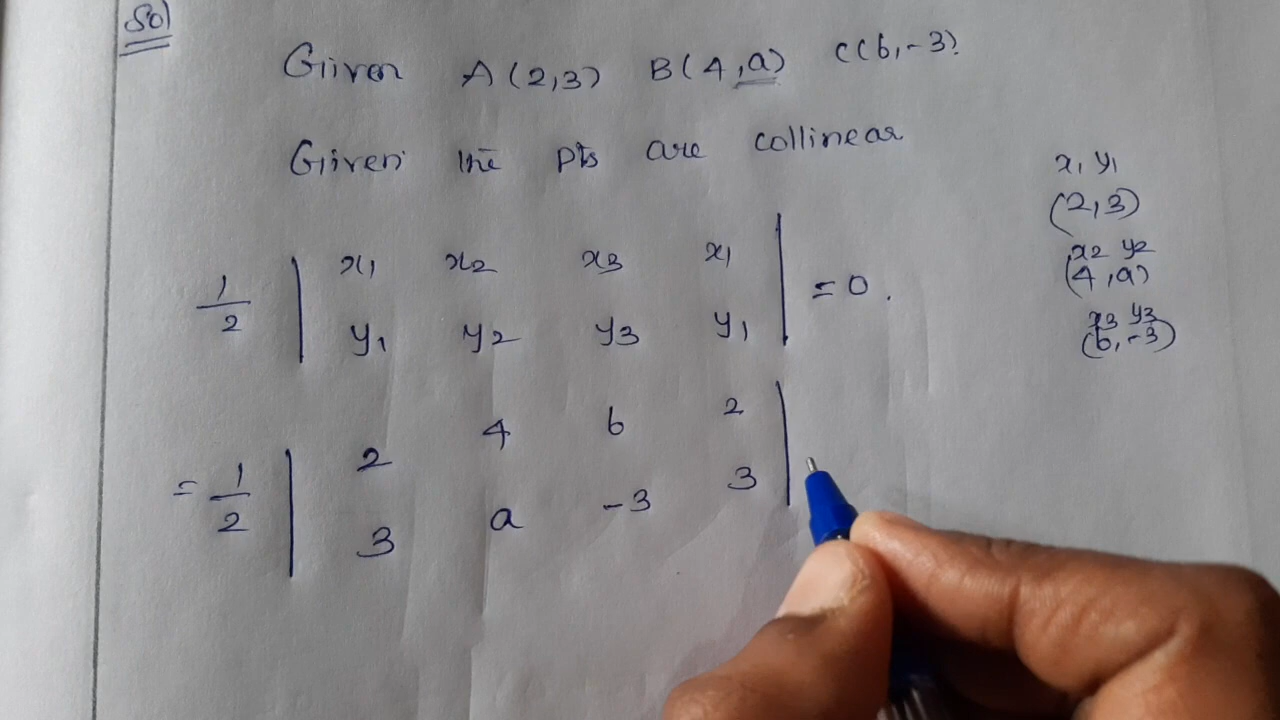 Sol
Given A(2,3) B(4,a) C(6,-3).
Given the pts are collinear
x₁ y₁
(2,3)
x₂ y₂
(4,a)
x₃ y₃
(6,-3)
1/2 | x₁ x₂ x₃ x₁ | = 0.
y₁ y₂ y₃ y₁
= 1/2 | 2 4 6 2 |
3 a -3 3